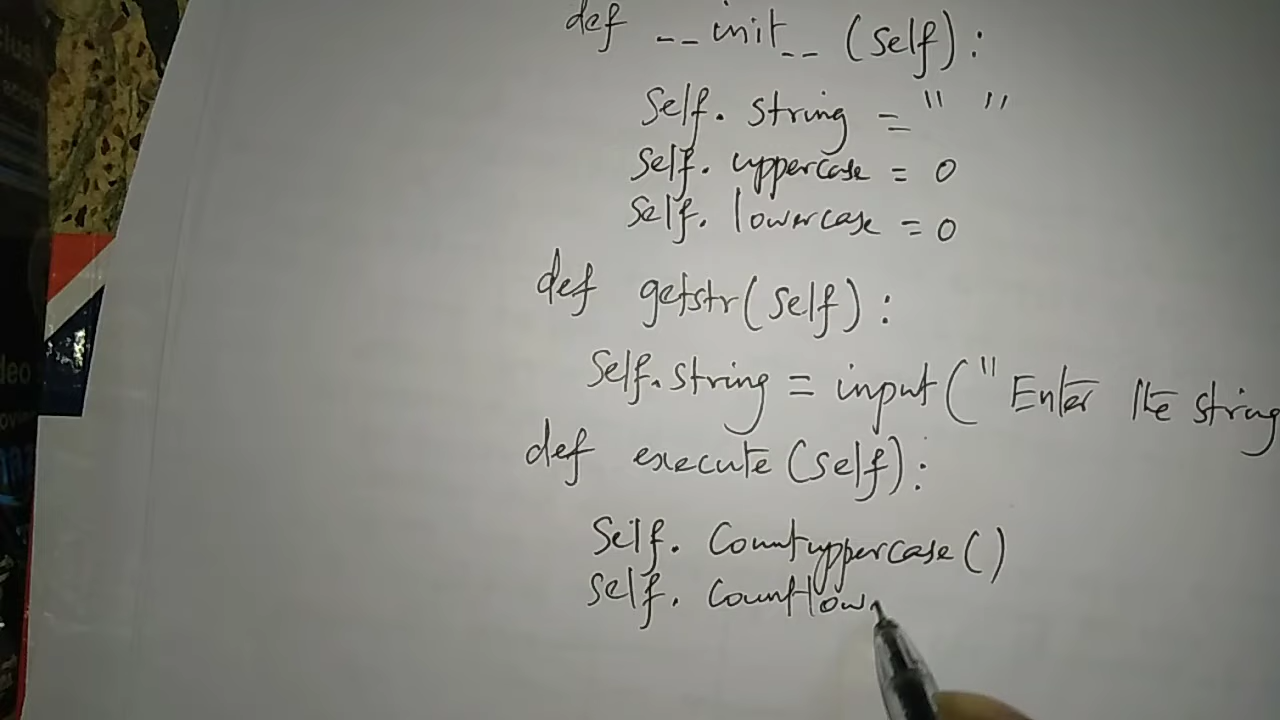 def __init__ (self):
self. string = " "
self. uppercase = 0
self. lowercase = 0
def getstr(self):
self.string = input("Enter the string
def execute(self):
self. Countuppercase()
self. Countlow